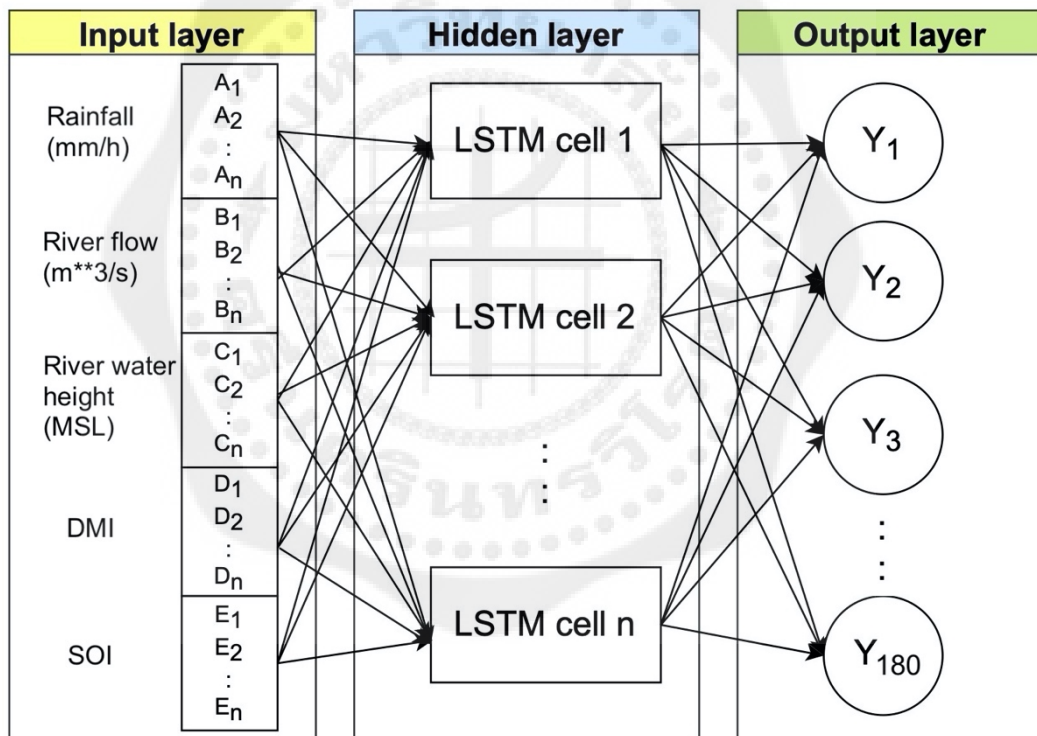 Input layer
Hidden layer
Output layer
Rainfall
(mm/h)
A1
A2
:
An
River flow
(m**3/s)
B1
B2
:
Bn
River water
height
(MSL)
C1
C2
:
Cn
DMI
D1
D2
:
Dn
SOI
E1
E2
:
En
LSTM cell 1
LSTM cell 2
:
:
LSTM cell n
Y1
Y2
Y3
:
:
Y180